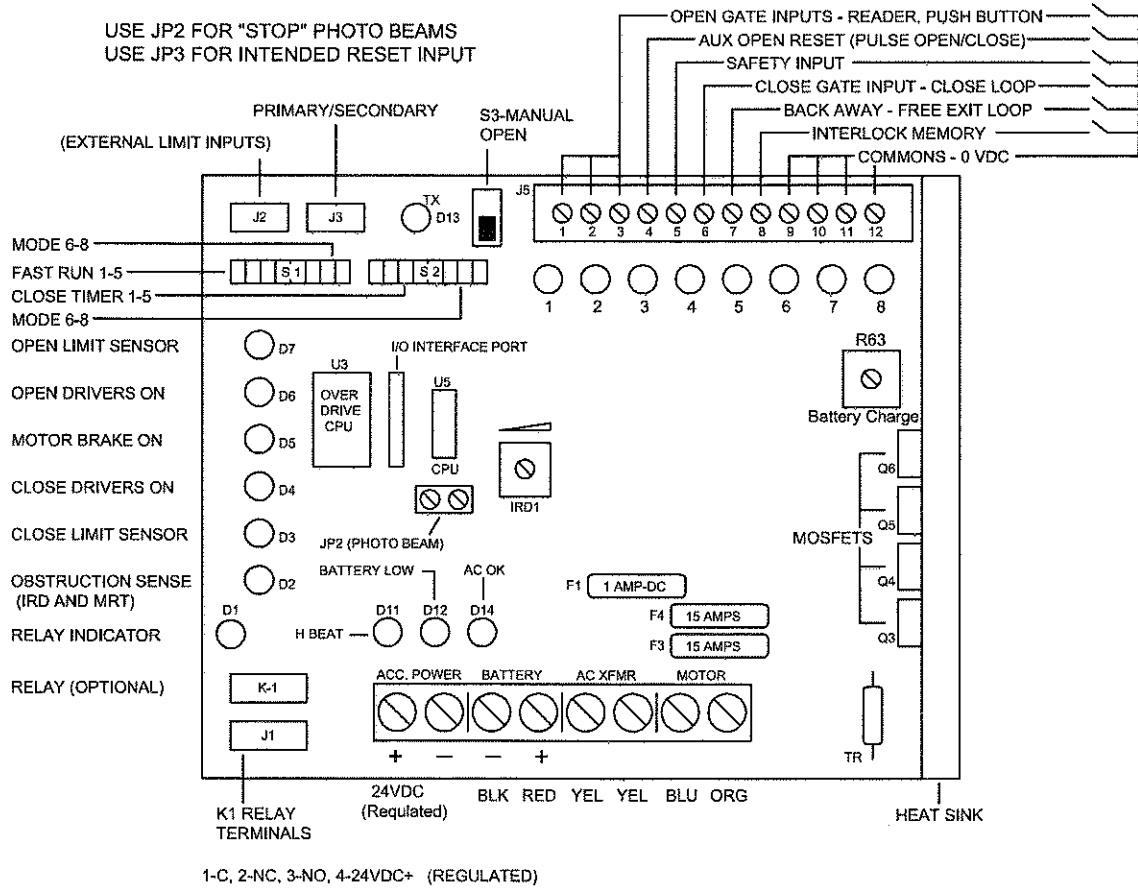 USE JP2 FOR "STOP" PHOTO BEAMS
USE JP3 FOR INTENDED RESET INPUT
OPEN GATE INPUTS - READER, PUSH BUTTON
AUX OPEN RESET (PULSE OPEN/CLOSE)
SAFETY INPUT
CLOSE GATE INPUT - CLOSE LOOP
BACK AWAY - FREE EXIT LOOP
INTERLOCK MEMORY
COMMONS - 0 VDC
PRIMARY/SECONDARY
S3-MANUAL
OPEN
(EXTERNAL LIMIT INPUTS)
J2
J3
TX
D13
J5
1 2 3 4 5 6 7 8 9 10 11 12
MODE 6-8
FAST RUN 1-5
S 1
S 2
CLOSE TIMER 1-5
MODE 6-8
1 2 3 4 5 6 7 8
OPEN LIMIT SENSOR
D7
I/O INTERFACE PORT
R63
Battery Charge
U3
OVER
DRIVE
CPU
U5
CPU
OPEN DRIVERS ON
D6
MOTOR BRAKE ON
D5
IRD1
CLOSE DRIVERS ON
D4
JP2 (PHOTO BEAM)
CLOSE LIMIT SENSOR
D3
Q6
Q5
MOSFETS
Q4
Q3
OBSTRUCTION SENSE
(IRD AND MRT)
D2
BATTERY LOW
AC OK
F1
1 AMP-DC
F4
15 AMPS
F3
15 AMPS
D1
D11
D12
D14
RELAY INDICATOR
H BEAT
RELAY (OPTIONAL)
K-1
J1
ACC. POWER
BATTERY
AC XFMR
MOTOR
TR
+ − − +
24VDC
(Regulated)
BLK RED YEL YEL BLU ORG
K1 RELAY
TERMINALS
HEAT SINK
1-C, 2-NC, 3-NO, 4-24VDC+ (REGULATED)